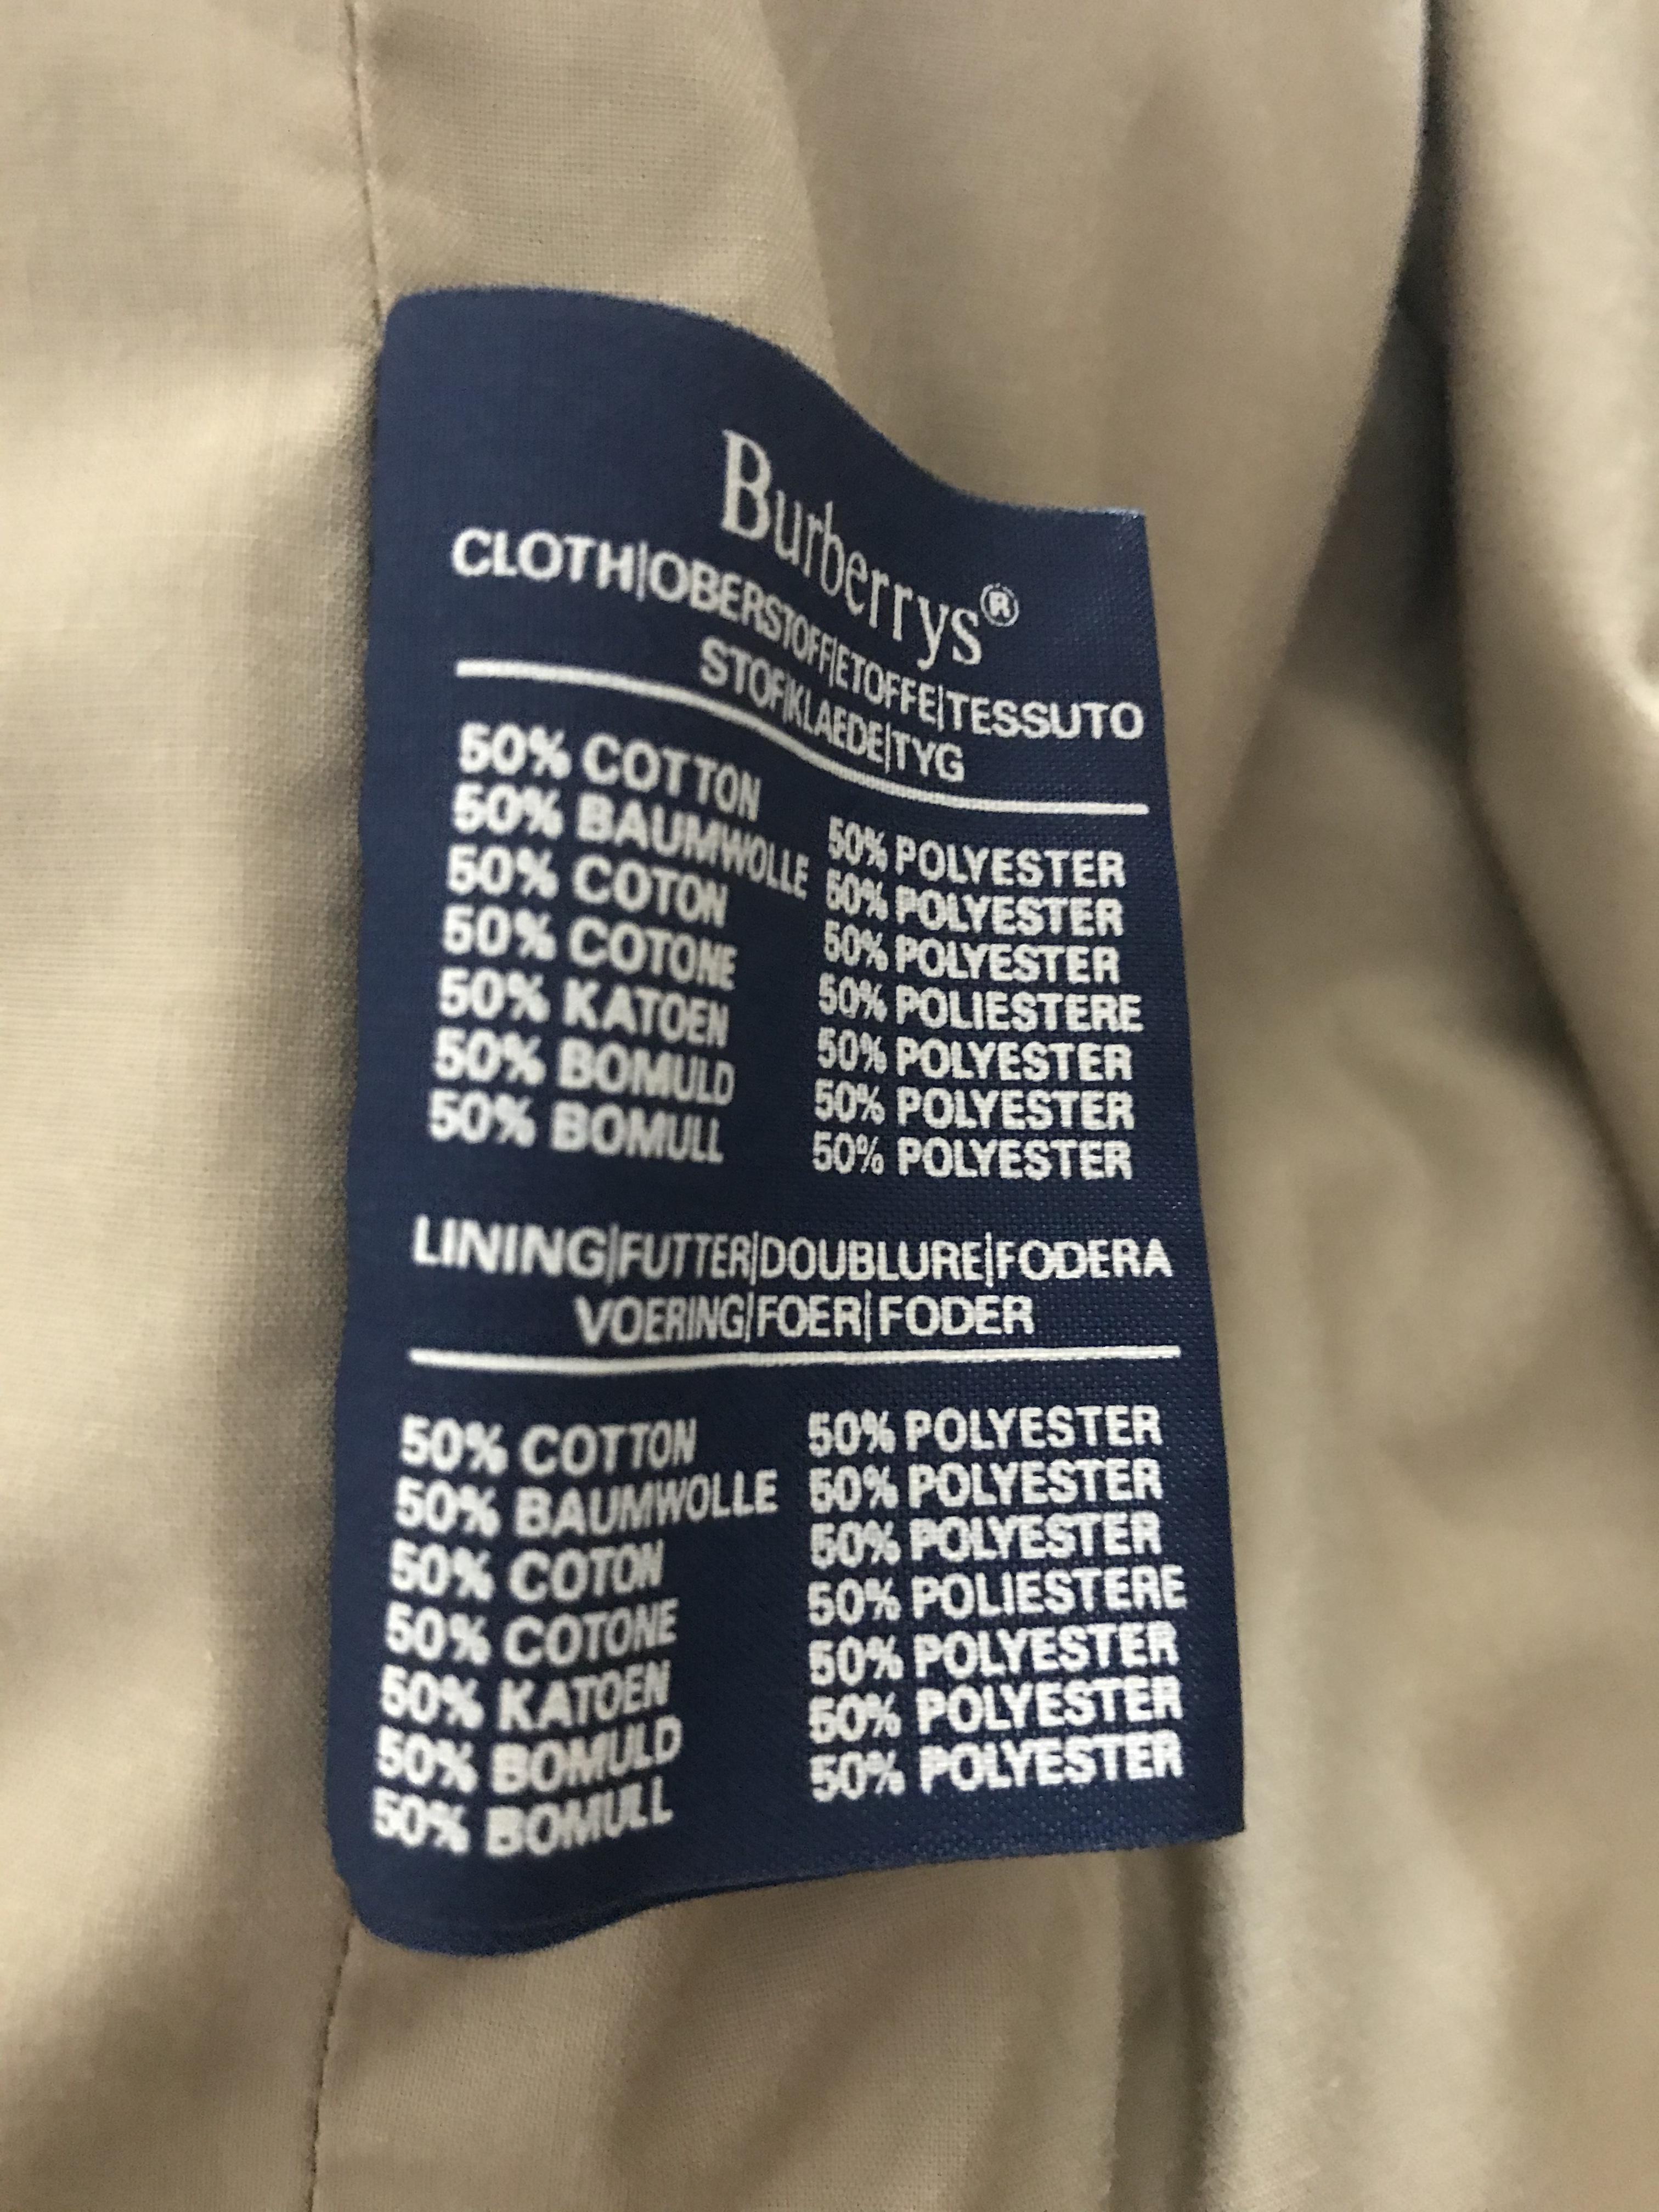 Burberrys®
CLOTH|OBERSTOFF|ETOFFE|TESSUTO
STOF|KLAEDE|TYG
50% COTTON 50% POLYESTER
50% BAUMWOLLE 50% POLYESTER
50% COTON 50% POLYESTER
50% COTONE 50% POLIESTERE
50% KATOEN 50% POLYESTER
50% BOMULD 50% POLYESTER
50% BOMULL 50% POLYESTER
LINING|FUTTER|DOUBLURE|FODERA
VOERING|FOER|FODER
50% COTTON 50% POLYESTER
50% BAUMWOLLE 50% POLYESTER
50% COTON 50% POLYESTER
50% COTONE 50% POLIESTERE
50% KATOEN 50% POLYESTER
50% BOMULD 50% POLYESTER
50% BOMULL 50% POLYESTER